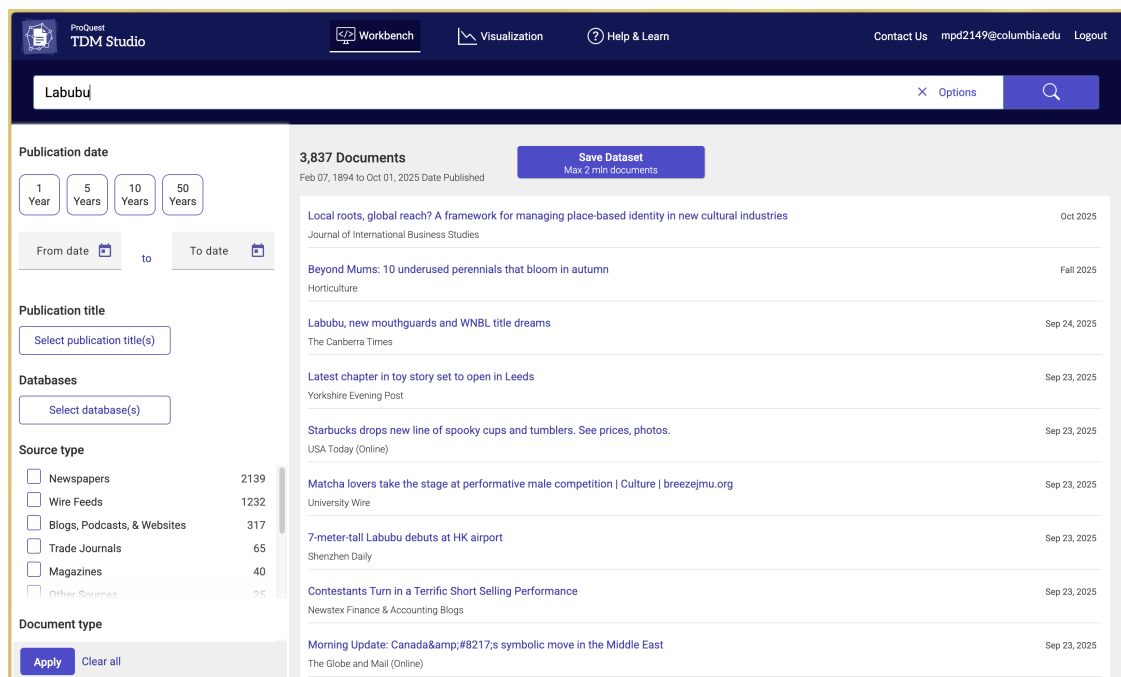 ProQuest
TDM Studio
</> Workbench
Visualization
? Help & Learn
Contact Us
mpd2149@columbia.edu
Logout
Labubu
× Options
Publication date
1 Year
5 Years
10 Years
50 Years
From date
to
To date
Publication title
Select publication title(s)
Databases
Select database(s)
Source type
Newspapers 2139
Wire Feeds 1232
Blogs, Podcasts, & Websites 317
Trade Journals 65
Magazines 40
Other Sources 25
Document type
Apply
Clear all
3,837 Documents
Feb 07, 1894 to Oct 01, 2025 Date Published
Save Dataset
Max 2 mln documents
Local roots, global reach? A framework for managing place-based identity in new cultural industries Oct 2025
Journal of International Business Studies
Beyond Mums: 10 underused perennials that bloom in autumn Fall 2025
Horticulture
Labubu, new mouthguards and WNBL title dreams Sep 24, 2025
The Canberra Times
Latest chapter in toy story set to open in Leeds Sep 23, 2025
Yorkshire Evening Post
Starbucks drops new line of spooky cups and tumblers. See prices, photos. Sep 23, 2025
USA Today (Online)
Matcha lovers take the stage at performative male competition | Culture | breezejmu.org Sep 23, 2025
University Wire
7-meter-tall Labubu debuts at HK airport Sep 23, 2025
Shenzhen Daily
Contestants Turn in a Terrific Short Selling Performance Sep 23, 2025
Newstex Finance & Accounting Blogs
Morning Update: Canada&amp;#8217;s symbolic move in the Middle East Sep 23, 2025
The Globe and Mail (Online)